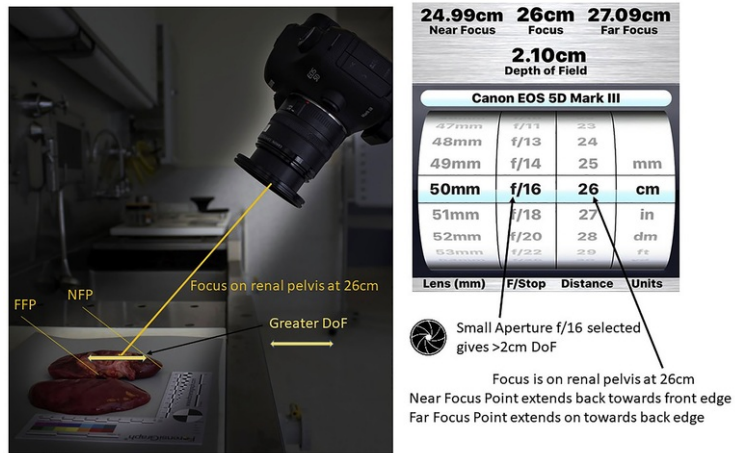 FFP
NFP
Focus on renal pelvis at 26cm
Greater DoF
24.99cm 26cm 27.09cm
Near Focus Focus Far Focus
2.10cm
Depth of Field
Canon EOS 5D Mark III
47mm f/11 23
48mm f/13 24
49mm f/14 25 mm
50mm f/16 26 cm
51mm f/18 27 in
52mm f/20 28 dm
53mm f/22 29 ft
Lens (mm) F/Stop Distance Units
Small Aperture f/16 selected
gives >2cm DoF
Focus is on renal pelvis at 26cm
Near Focus Point extends back towards front edge
Far Focus Point extends on towards back edge